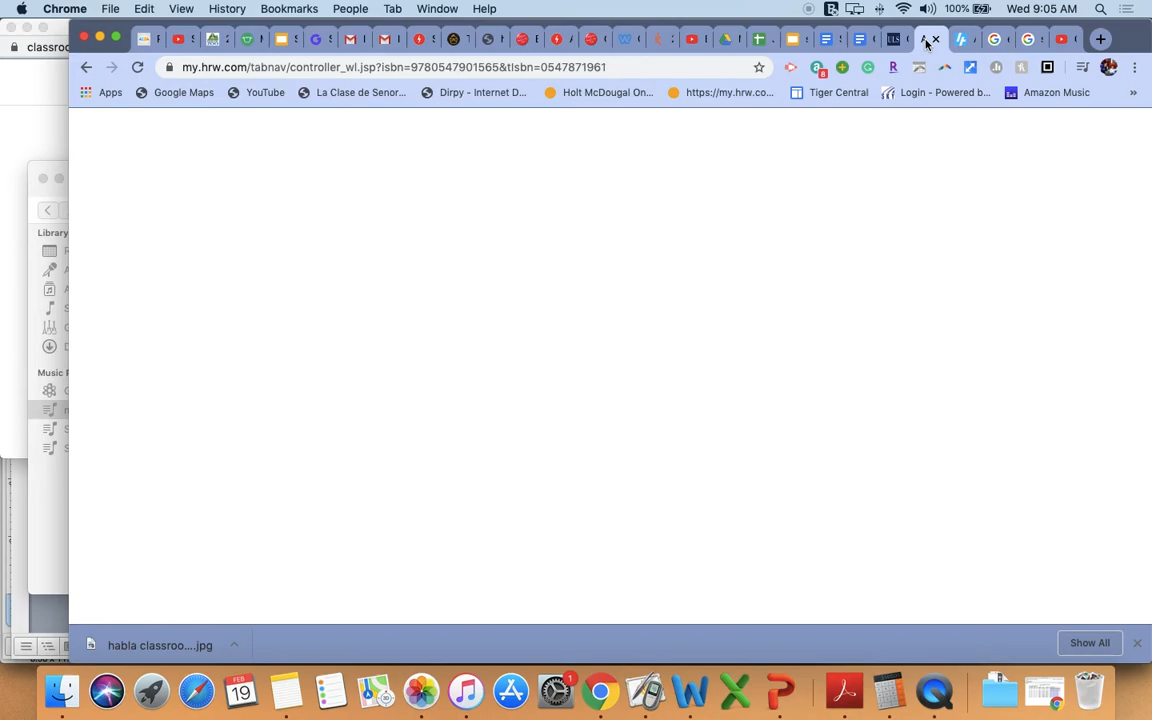 Chrome File Edit View History Bookmarks People Tab Window Help 100% Wed 9:05 AM
classroo
my.hrw.com/tabnav/controller_wl.jsp?isbn=9780547901565&tIsbn=0547871961
8
Apps Google Maps YouTube La Clase de Senor... Dirpy - Internet D... Holt McDougal On... https://my.hrw.co... Tiger Central Login - Powered b... Amazon Music »
Library
Music P
habla classroo....jpg Show All
FEB
19
1